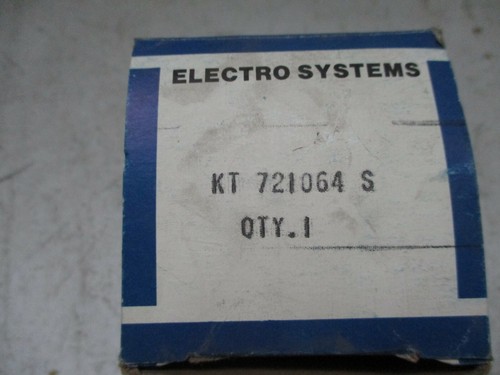 ELECTRO SYSTEMS
KT 721064 S
QTY.1